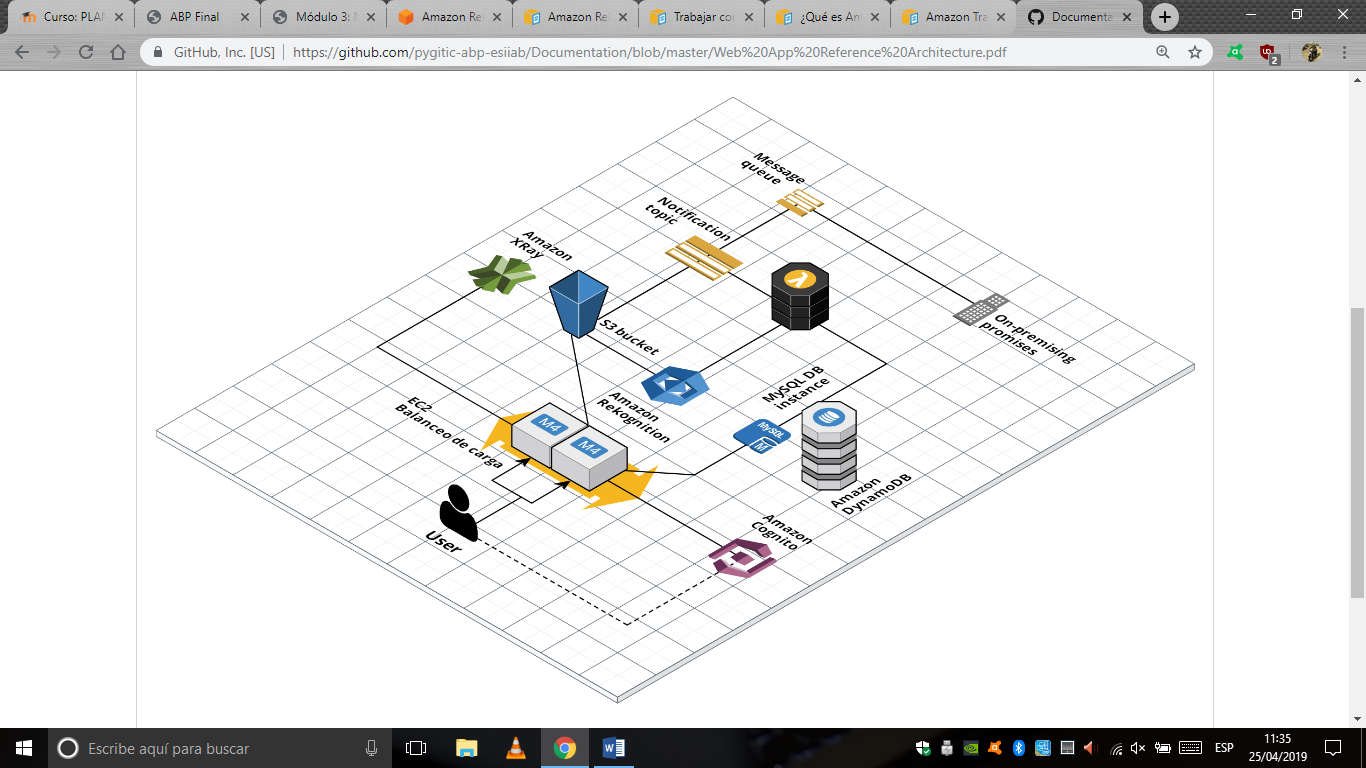 Curso: PLAN
ABP Final
Módulo 3: M
Amazon Re
Amazon Re
Trabajar co
¿Qué es Am
Amazon Tra
Documenta
GitHub, Inc. [US]
https://github.com/pygitic-abp-esiiab/Documentation/blob/master/Web%20App%20Reference%20Architecture.pdf
2
Message
queue
Notification
topic
Amazon
XRay
S3 bucket
On-premising
promises
MySQL DB
instance
Amazon
Rekognition
EC2
Balanceo de carga
M4
M4
MySQL
M
Amazon
DynamoDB
User
Amazon
Cognito
Escribe aquí para buscar
ESP
11:35
25/04/2019